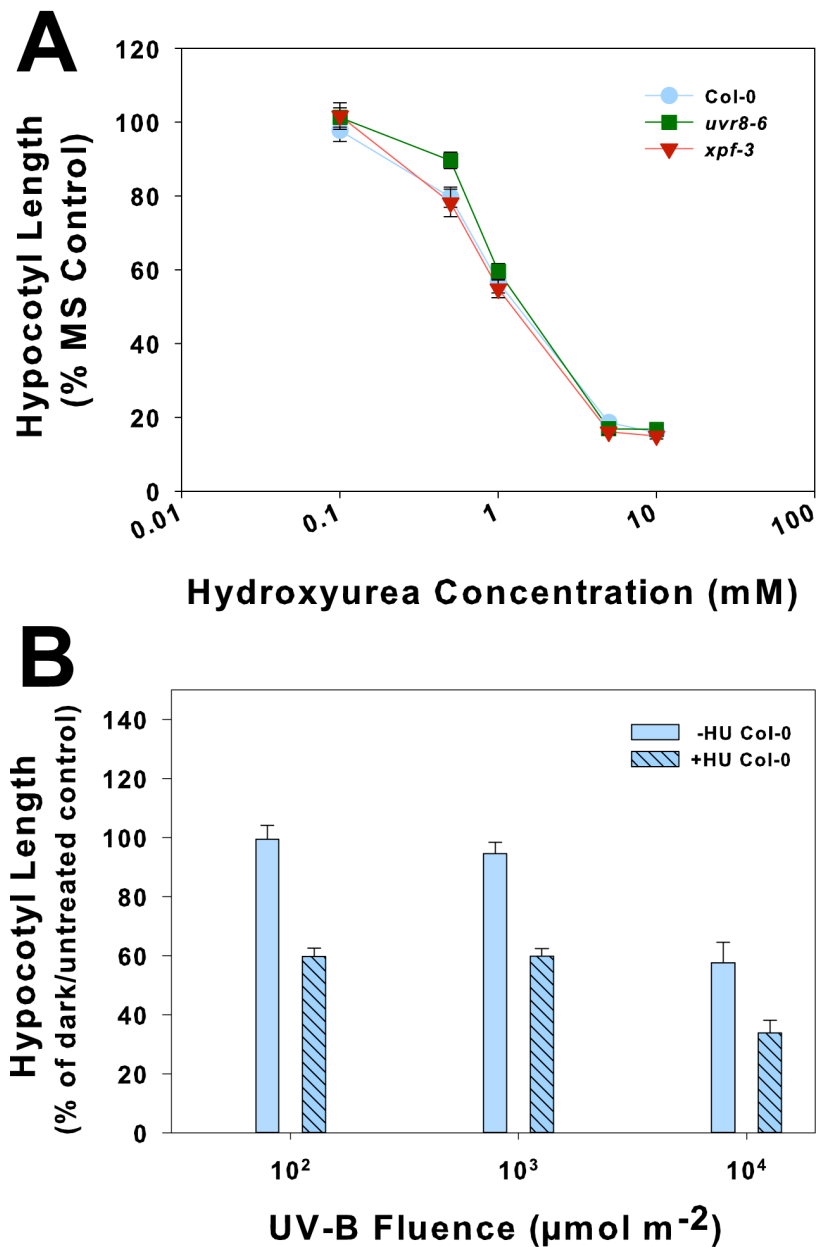 A
120
100
80
60
40
20
0
0.01
0.1
1
10
100
Hypocotyl Length
(% MS Control)
Col-0
uvr8-6
xpf-3
Hydroxyurea Concentration (mM)
B
140
120
100
80
60
40
20
0
10²
10³
10⁴
Hypocotyl Length
(% of dark/untreated control)
-HU Col-0
+HU Col-0
UV-B Fluence (µmol m⁻²)